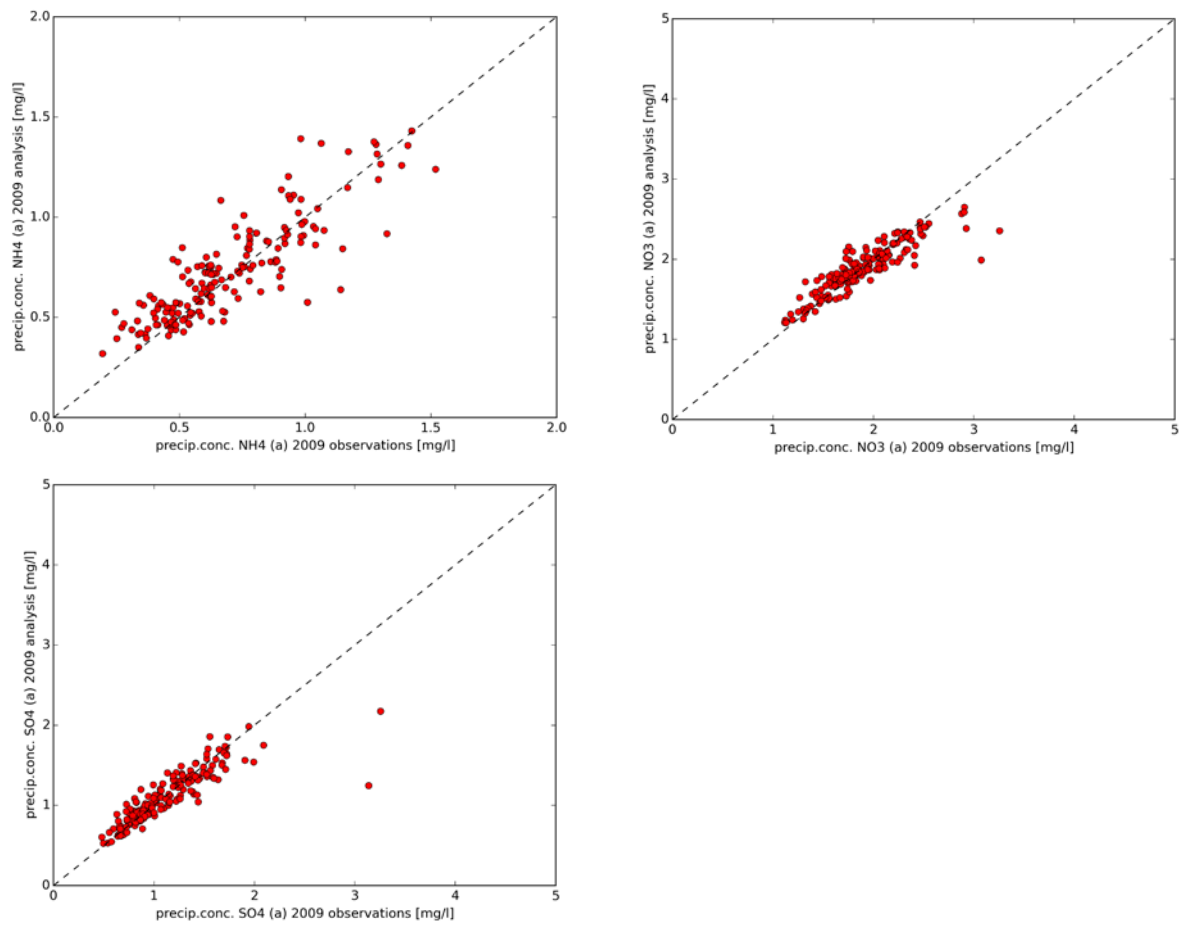 2.0
1.5
1.0
0.5
0.0
0.0 0.5 1.0 1.5 2.0
precip.conc. NH4 (a) 2009 analysis [mg/l]
precip.conc. NH4 (a) 2009 observations [mg/l]
5
4
3
2
1
0
0 1 2 3 4 5
precip.conc. NO3 (a) 2009 analysis [mg/l]
precip.conc. NO3 (a) 2009 observations [mg/l]
5
4
3
2
1
0
0 1 2 3 4 5
precip.conc. SO4 (a) 2009 analysis [mg/l]
precip.conc. SO4 (a) 2009 observations [mg/l]